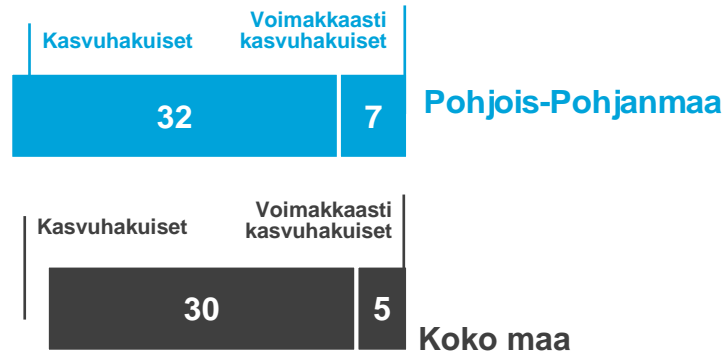 Kasvuhakuiset
Voimakkaasti
kasvuhakuiset
32
7
Pohjois-Pohjanmaa
Kasvuhakuiset
Voimakkaasti
kasvuhakuiset
30
5
Koko maa